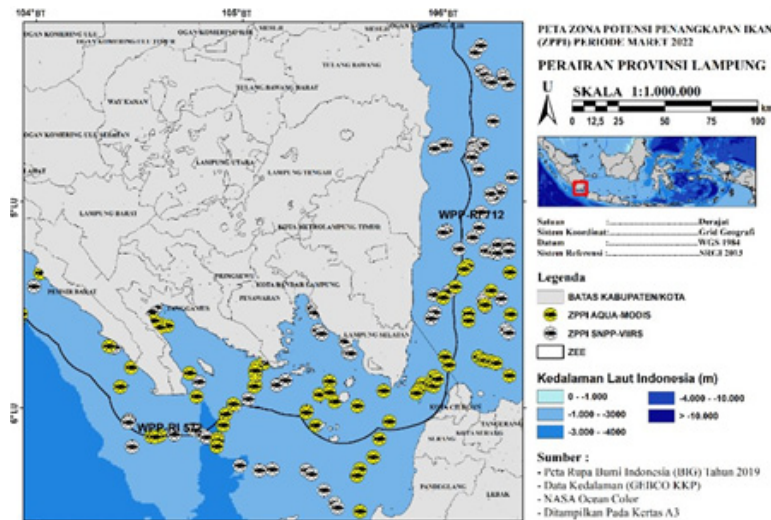 104°BT
105°BT
106°BT
MESUJI
OGAN KOMERING ULU TIMUR
TULANG BAWANG
TULANG BAWANG BARAT
WAY KANAN
OGAN KOMERING ULU SELATAN
LAMPUNG UTARA
LAMPUNG TENGAH
LAMPUNG BARAT
KOTA METRO
LAMPUNG TIMUR
WPP-RI 712
PRINGSEWU
KOTA BANDAR LAMPUNG
PESAWARAN
PESISIR BARAT
TANGGAMUS
LAMPUNG SELATAN
WPP-RI 572
KOTA CILEGON
KOTA SERANG
SERANG
TANGERANG
PANDEGLANG
LEBAK
PETA ZONA POTENSI PENANGKAPAN IKAN
(ZPPI) PERIODE MARET 2022
PERAIRAN PROVINSI LAMPUNG
U
SKALA 1:1.000.000
km
0 12,5 25 50 75 100
Satuan : Derajat
Sistem Koordinat : Grid Geografi
Datum : WGS-1984
Sistem Referensi : SRGI 2013
Legenda
BATAS KABUPATEN/KOTA
ZPPI AQUA-MODIS
ZPPI SNPP-VIIRS
ZEE
Kedalaman Laut Indonesia (m)
0 - -1.000
-1.000 - -3000
-3.000 - -4000
-4.000 - -10.000
> -10.000
Sumber :
- Peta Rupa Bumi Indonesia (BIG) Tahun 2019
- Data Kedalaman (GEBCO KKP)
- NASA Ocean Color
- Ditampilkan Pada Kertas A3